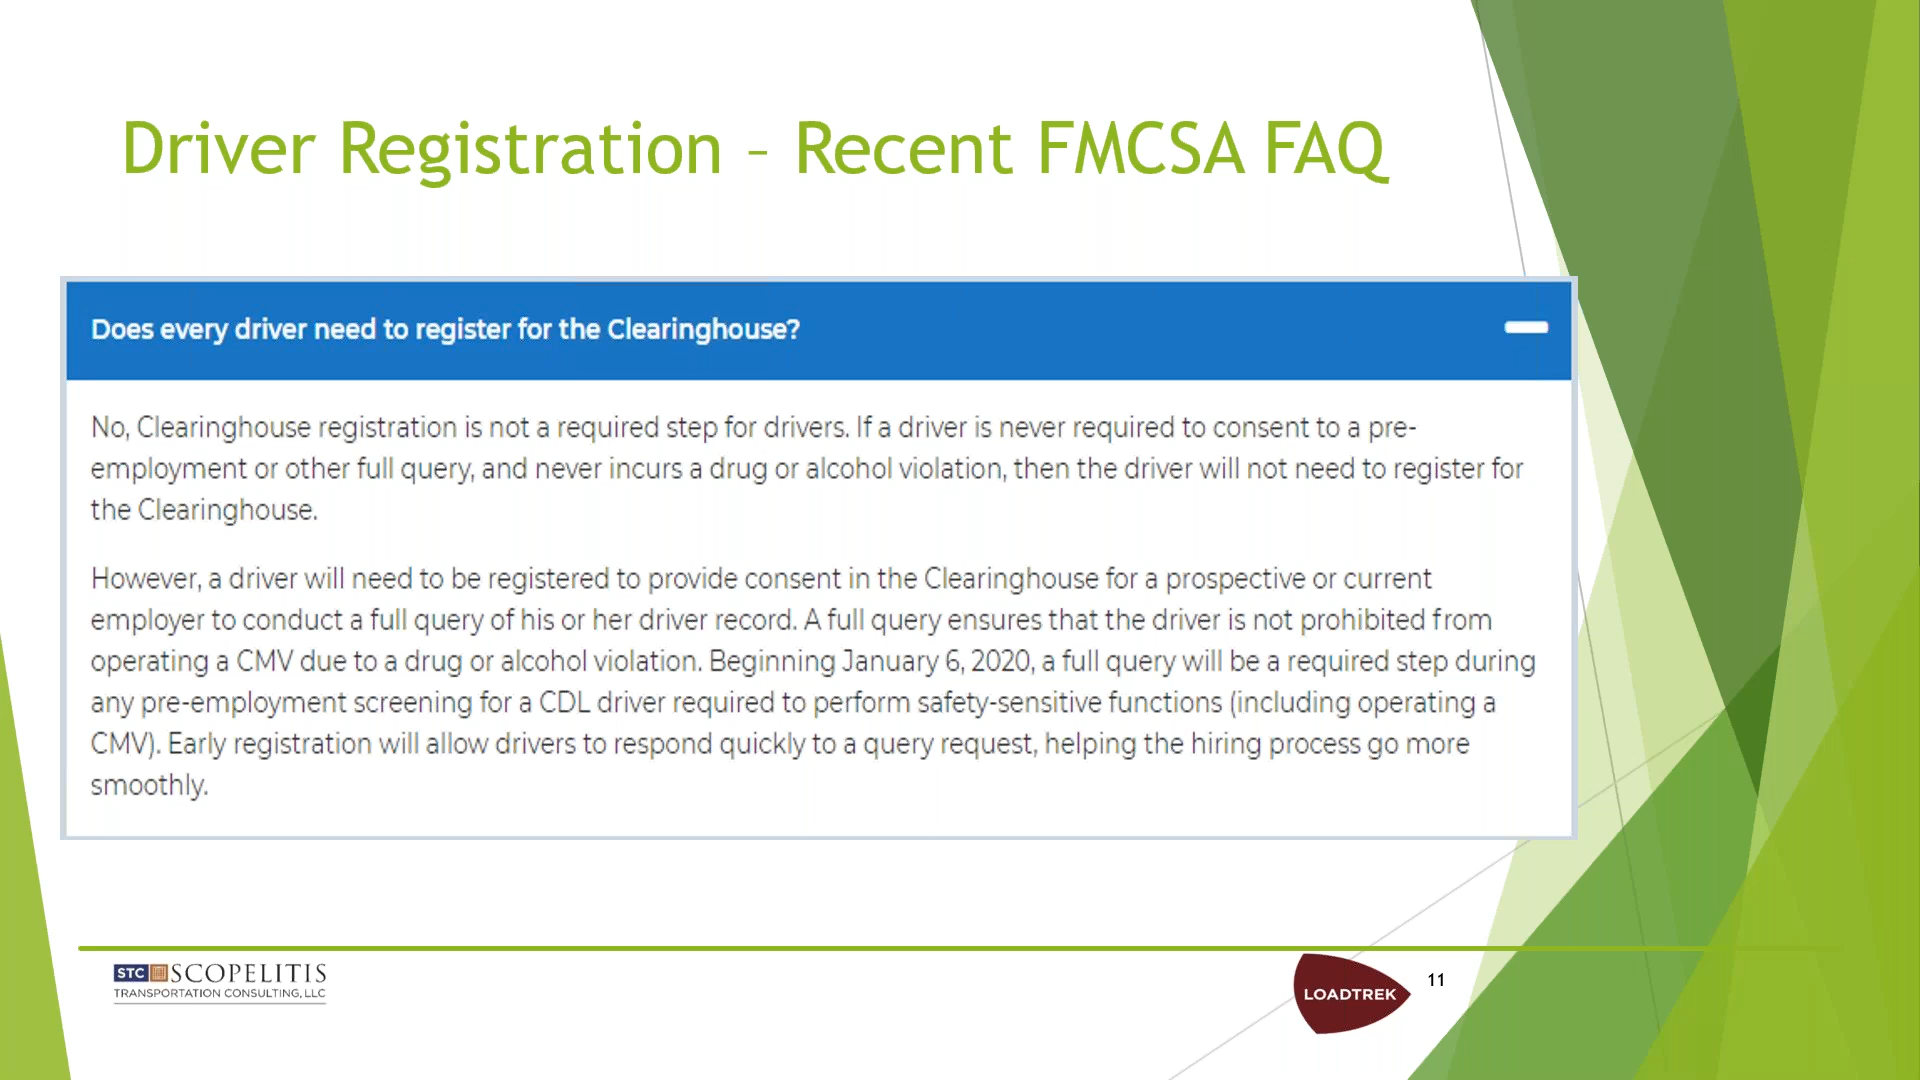 Driver Registration – Recent FMCSA FAQ
Does every driver need to register for the Clearinghouse?
No, Clearinghouse registration is not a required step for drivers. If a driver is never required to consent to a pre-
employment or other full query, and never incurs a drug or alcohol violation, then the driver will not need to register for
the Clearinghouse.
However, a driver will need to be registered to provide consent in the Clearinghouse for a prospective or current
employer to conduct a full query of his or her driver record. A full query ensures that the driver is not prohibited from
operating a CMV due to a drug or alcohol violation. Beginning January 6, 2020, a full query will be a required step during
any pre-employment screening for a CDL driver required to perform safety-sensitive functions (including operating a
CMV). Early registration will allow drivers to respond quickly to a query request, helping the hiring process go more
smoothly.
STC SCOPELITIS
TRANSPORTATION CONSULTING, LLC
LOADTREK
11